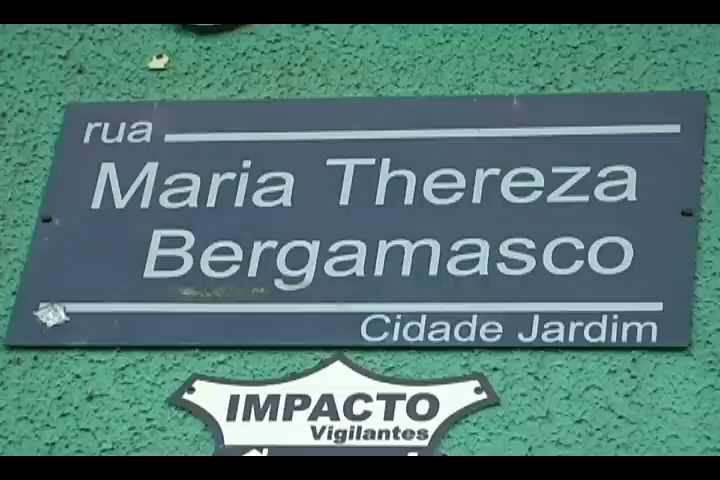 rua
Maria Thereza
Bergamasco
Cidade Jardim
IMPACTO
Vigilantes